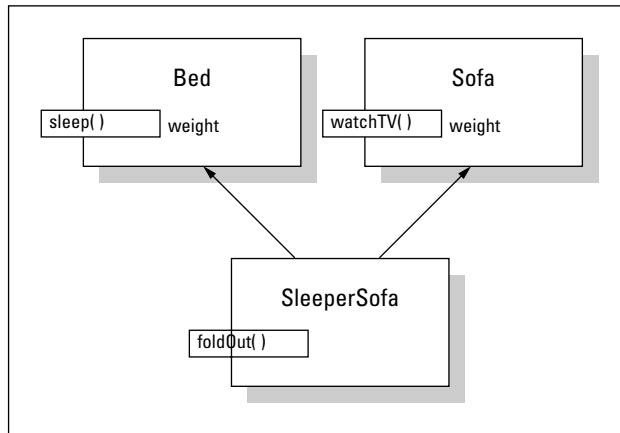 Bed
sleep( )
weight
Sofa
watchTV( )
weight
SleeperSofa
foldOut( )